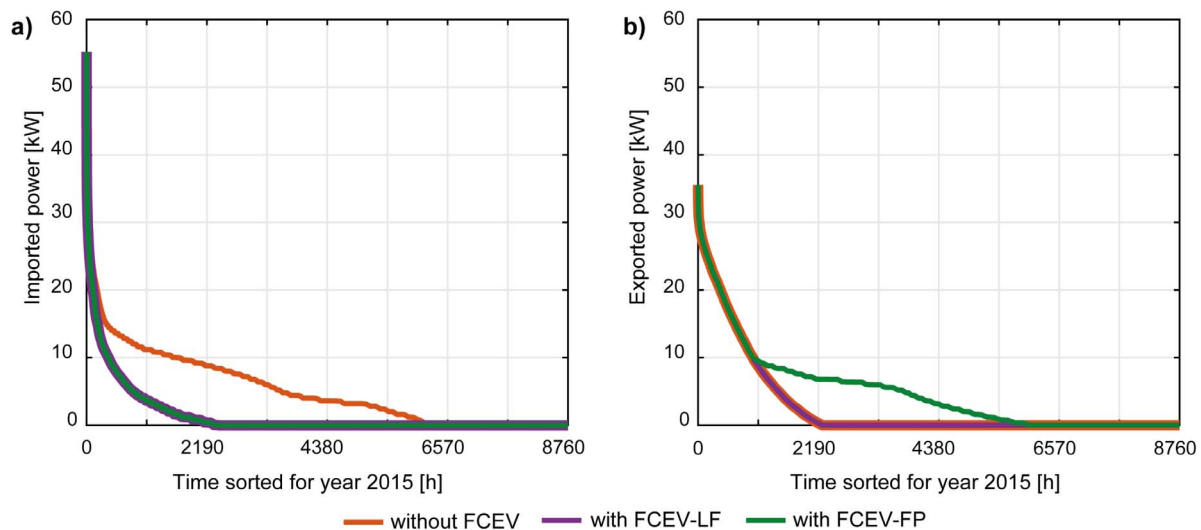 a)
Imported power [kW]
60
50
40
30
20
10
0
0 2190 4380 6570 8760
Time sorted for year 2015 [h]
b)
Exported power [kW]
60
50
40
30
20
10
0
0 2190 4380 6570 8760
Time sorted for year 2015 [h]
without FCEV with FCEV-LF with FCEV-FP